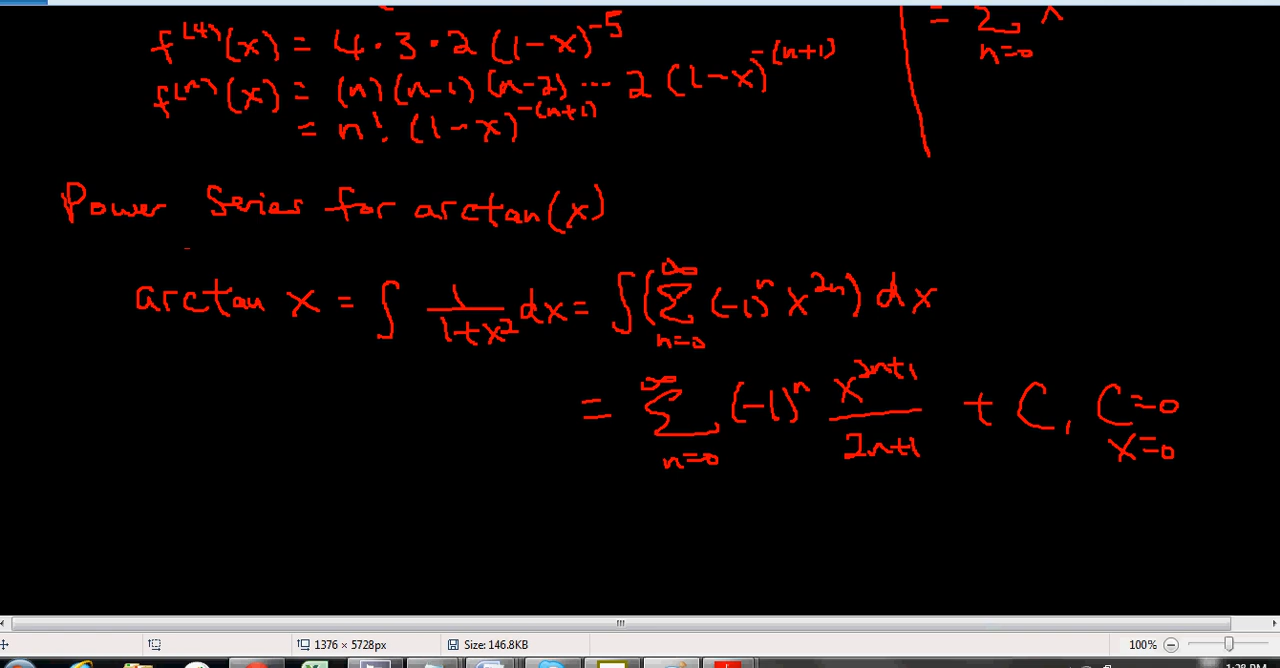 f^(4)(x) = 4·3·2 (1-x)^-5
f^(n)(x) = (n)(n-1)(n-2) ... 2 (1-x)^-(n+1)
= n! (1-x)^-(n+1)
= Σ n=0
Power Series for arctan(x)
arctan x = ∫ 1/(1+x²) dx = ∫(Σ_{n=0}^∞ (-1)^n x^{2n}) dx
= Σ_{n=0}^∞ (-1)^n x^{2n+1}/(2n+1) + C, C=0
x=0
1376 × 5728px
Size: 146.8KB
100%